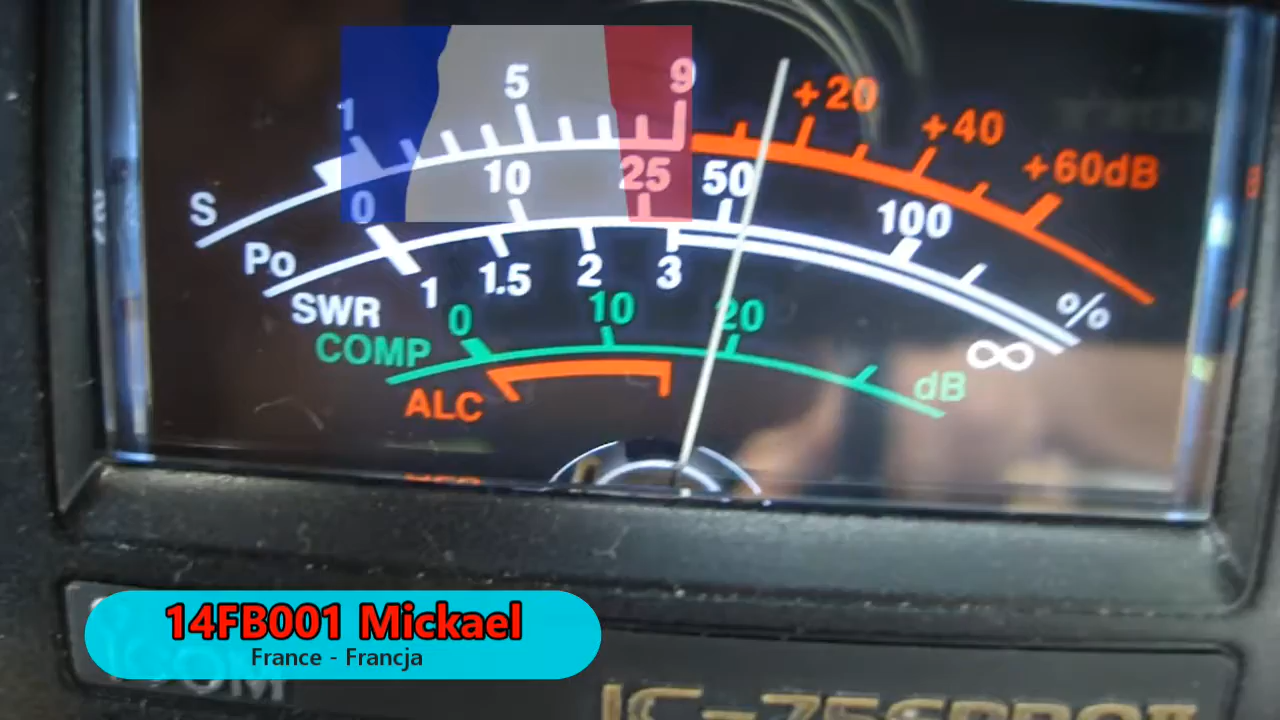 1 5 9 +20 +40 +60dB
S
0 10 25 50 100
Po
%
SWR 1 1.5 2 3 ∞
COMP 0 10 20 dB
ALC
14FB001 Mickael
France - Francja
ICOM